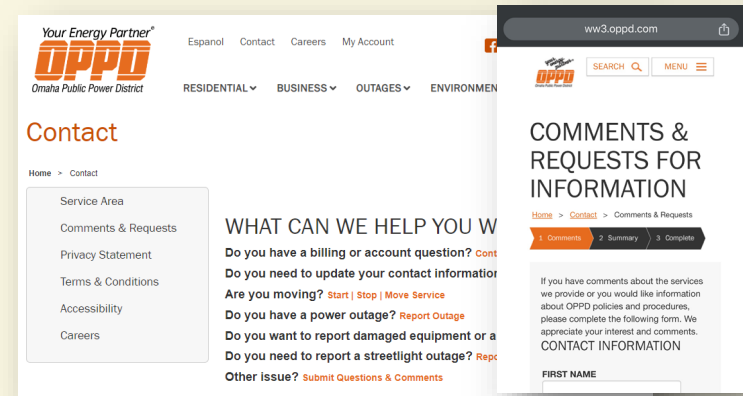 Your Energy Partner®
OPPD
Omaha Public Power District
Espanol Contact Careers My Account
RESIDENTIAL BUSINESS OUTAGES ENVIRONMEN
Contact
Home > Contact
Service Area
Comments & Requests
Privacy Statement
Terms & Conditions
Accessibility
Careers
WHAT CAN WE HELP YOU W
Do you have a billing or account question? Cont
Do you need to update your contact information
Are you moving? Start | Stop | Move Service
Do you have a power outage? Report Outage
Do you want to report damaged equipment or a
Do you need to report a streetlight outage? Repo
Other issue? Submit Questions & Comments
ww3.oppd.com
OPPD
Omaha Public Power District
SEARCH MENU
COMMENTS &
REQUESTS FOR
INFORMATION
Home > Contact > Comments & Requests
1 Comments 2 Summary 3 Complete
If you have comments about the services
we provide or you would like information
about OPPD policies and procedures,
please complete the following form. We
appreciate your interest and comments.
CONTACT INFORMATION
FIRST NAME